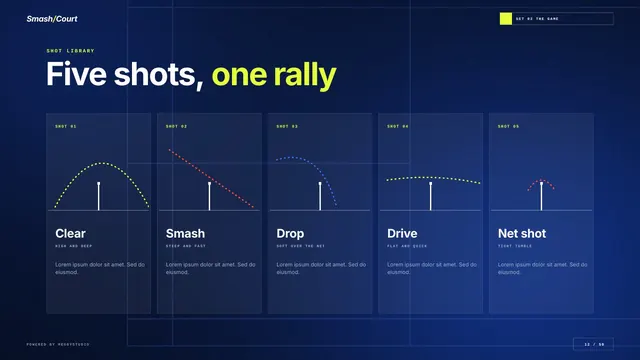 Smash/Court
SET 02 THE GAME
SHOT LIBRARY
Five shots, one rally
SHOT 01
Clear
HIGH AND DEEP
Lorem ipsum dolor sit amet. Sed do
eiusmod.
SHOT 02
Smash
STEEP AND FAST
Lorem ipsum dolor sit amet. Sed do
eiusmod.
SHOT 03
Drop
SOFT OVER THE NET
Lorem ipsum dolor sit amet. Sed do
eiusmod.
SHOT 04
Drive
FLAT AND QUICK
Lorem ipsum dolor sit amet. Sed do
eiusmod.
SHOT 05
Net shot
TIGHT TUMBLE
Lorem ipsum dolor sit amet. Sed do
eiusmod.
POWERED BY